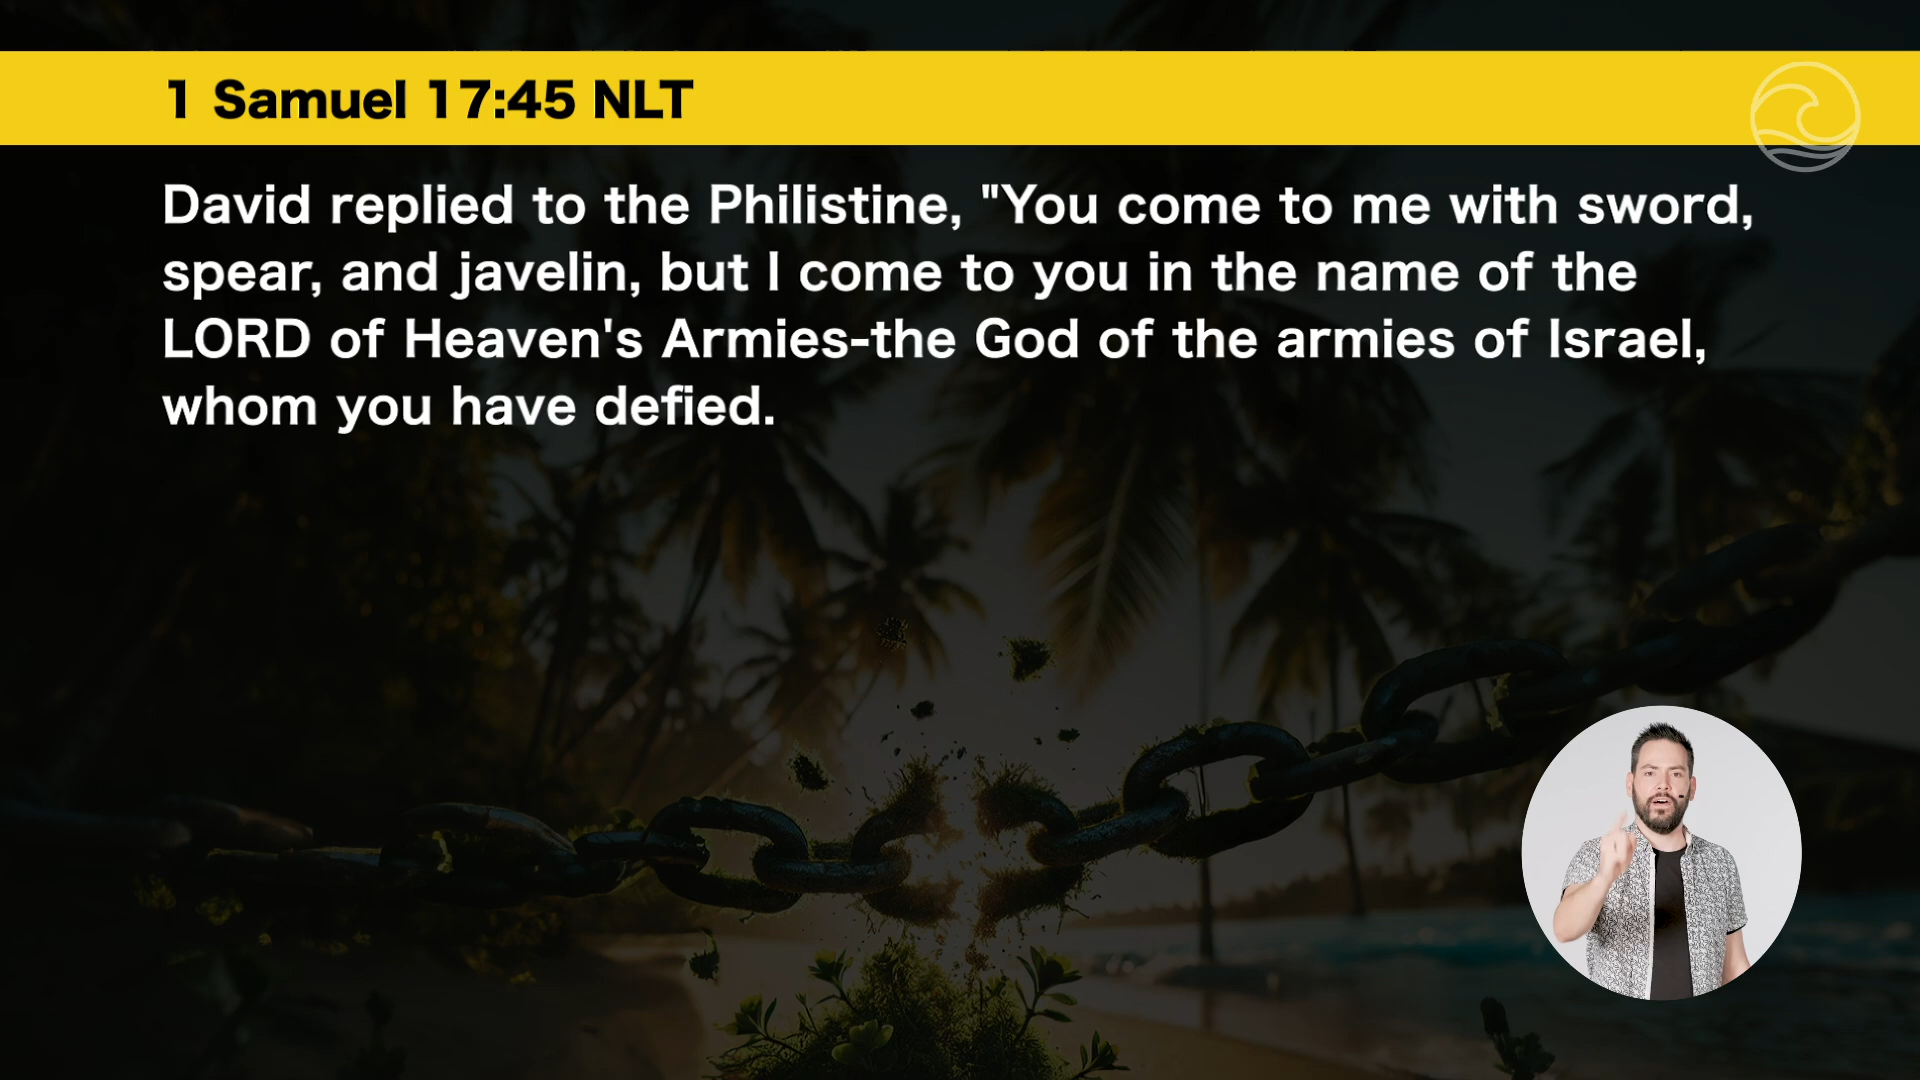 1 Samuel 17:45 NLT
David replied to the Philistine, "You come to me with sword,
spear, and javelin, but I come to you in the name of the
LORD of Heaven's Armies-the God of the armies of Israel,
whom you have defied.